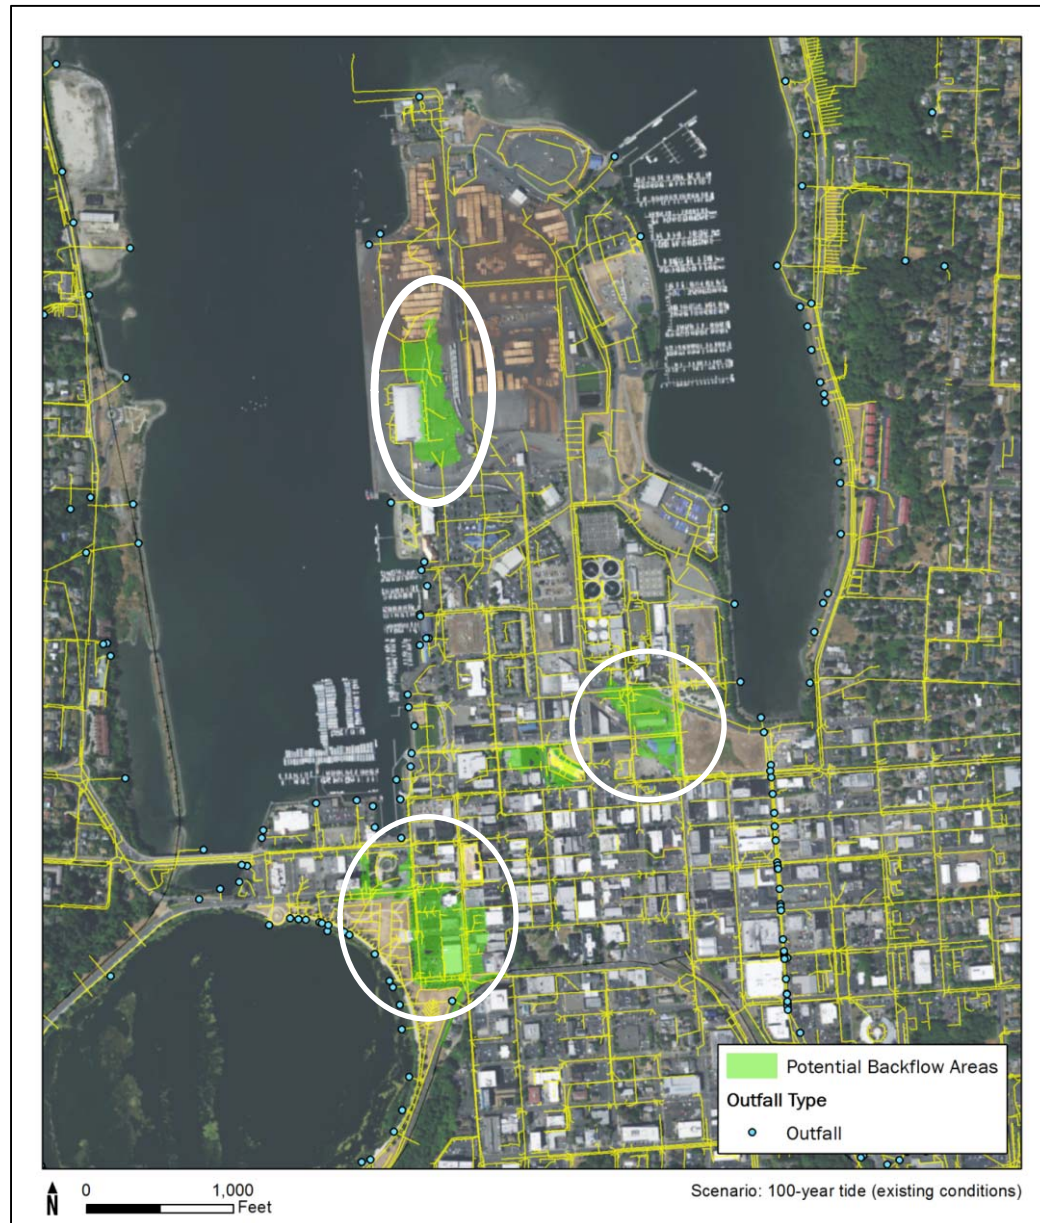 Potential Backflow Areas
Outfall Type
Outfall
N
0 1,000
Feet
Scenario: 100-year tide (existing conditions)